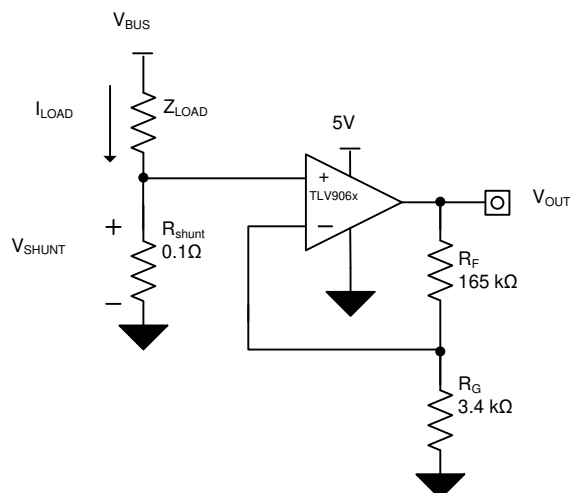 VBUS
ILOAD
ZLOAD
5V
+
TLV906x
−
VOUT
+
VSHUNT
−
Rshunt
0.1Ω
RF
165 kΩ
RG
3.4 kΩ